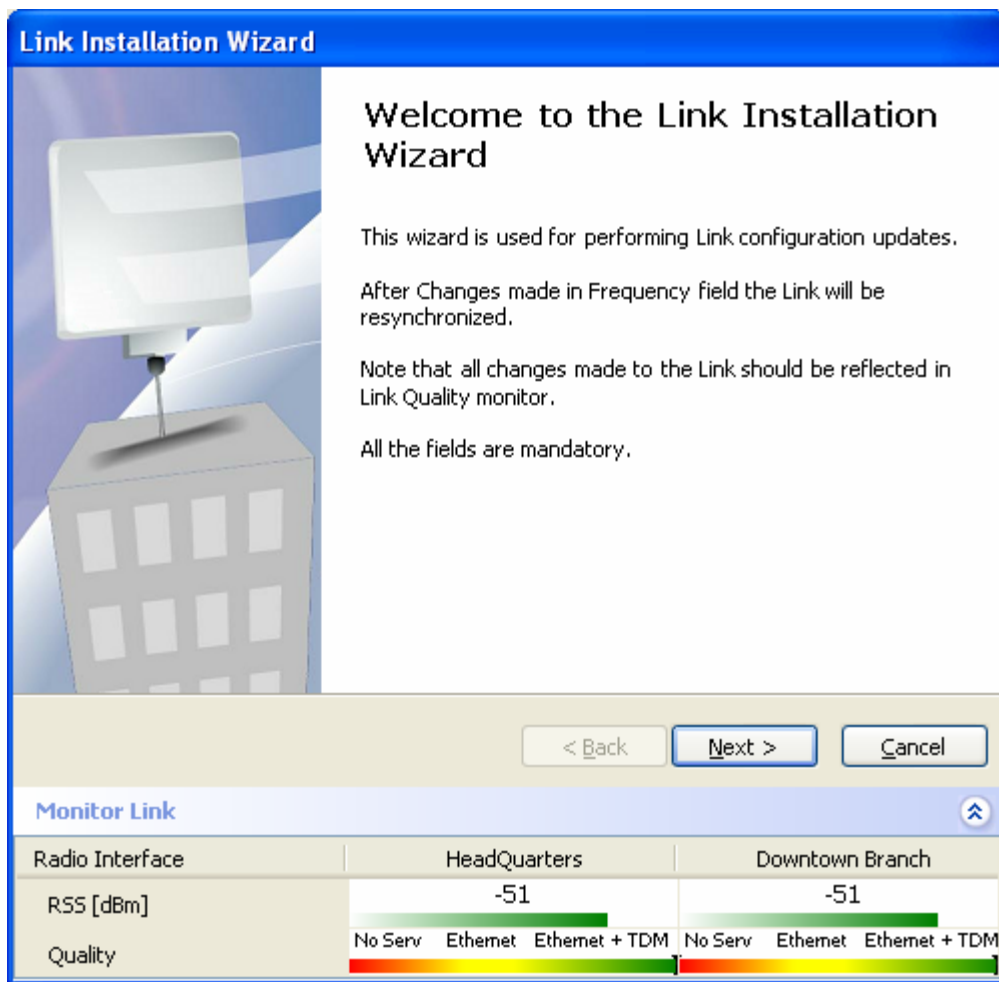 Link Installation Wizard
Welcome to the Link Installation
Wizard
This wizard is used for performing Link configuration updates.
After Changes made in Frequency field the Link will be
resynchronized.
Note that all changes made to the Link should be reflected in
Link Quality monitor.
All the fields are mandatory.
< Back Next > Cancel
Monitor Link
Radio Interface HeadQuarters Downtown Branch
RSS [dBm] -51 -51
Quality No Serv Ethernet Ethernet + TDM No Serv Ethernet Ethernet + TDM